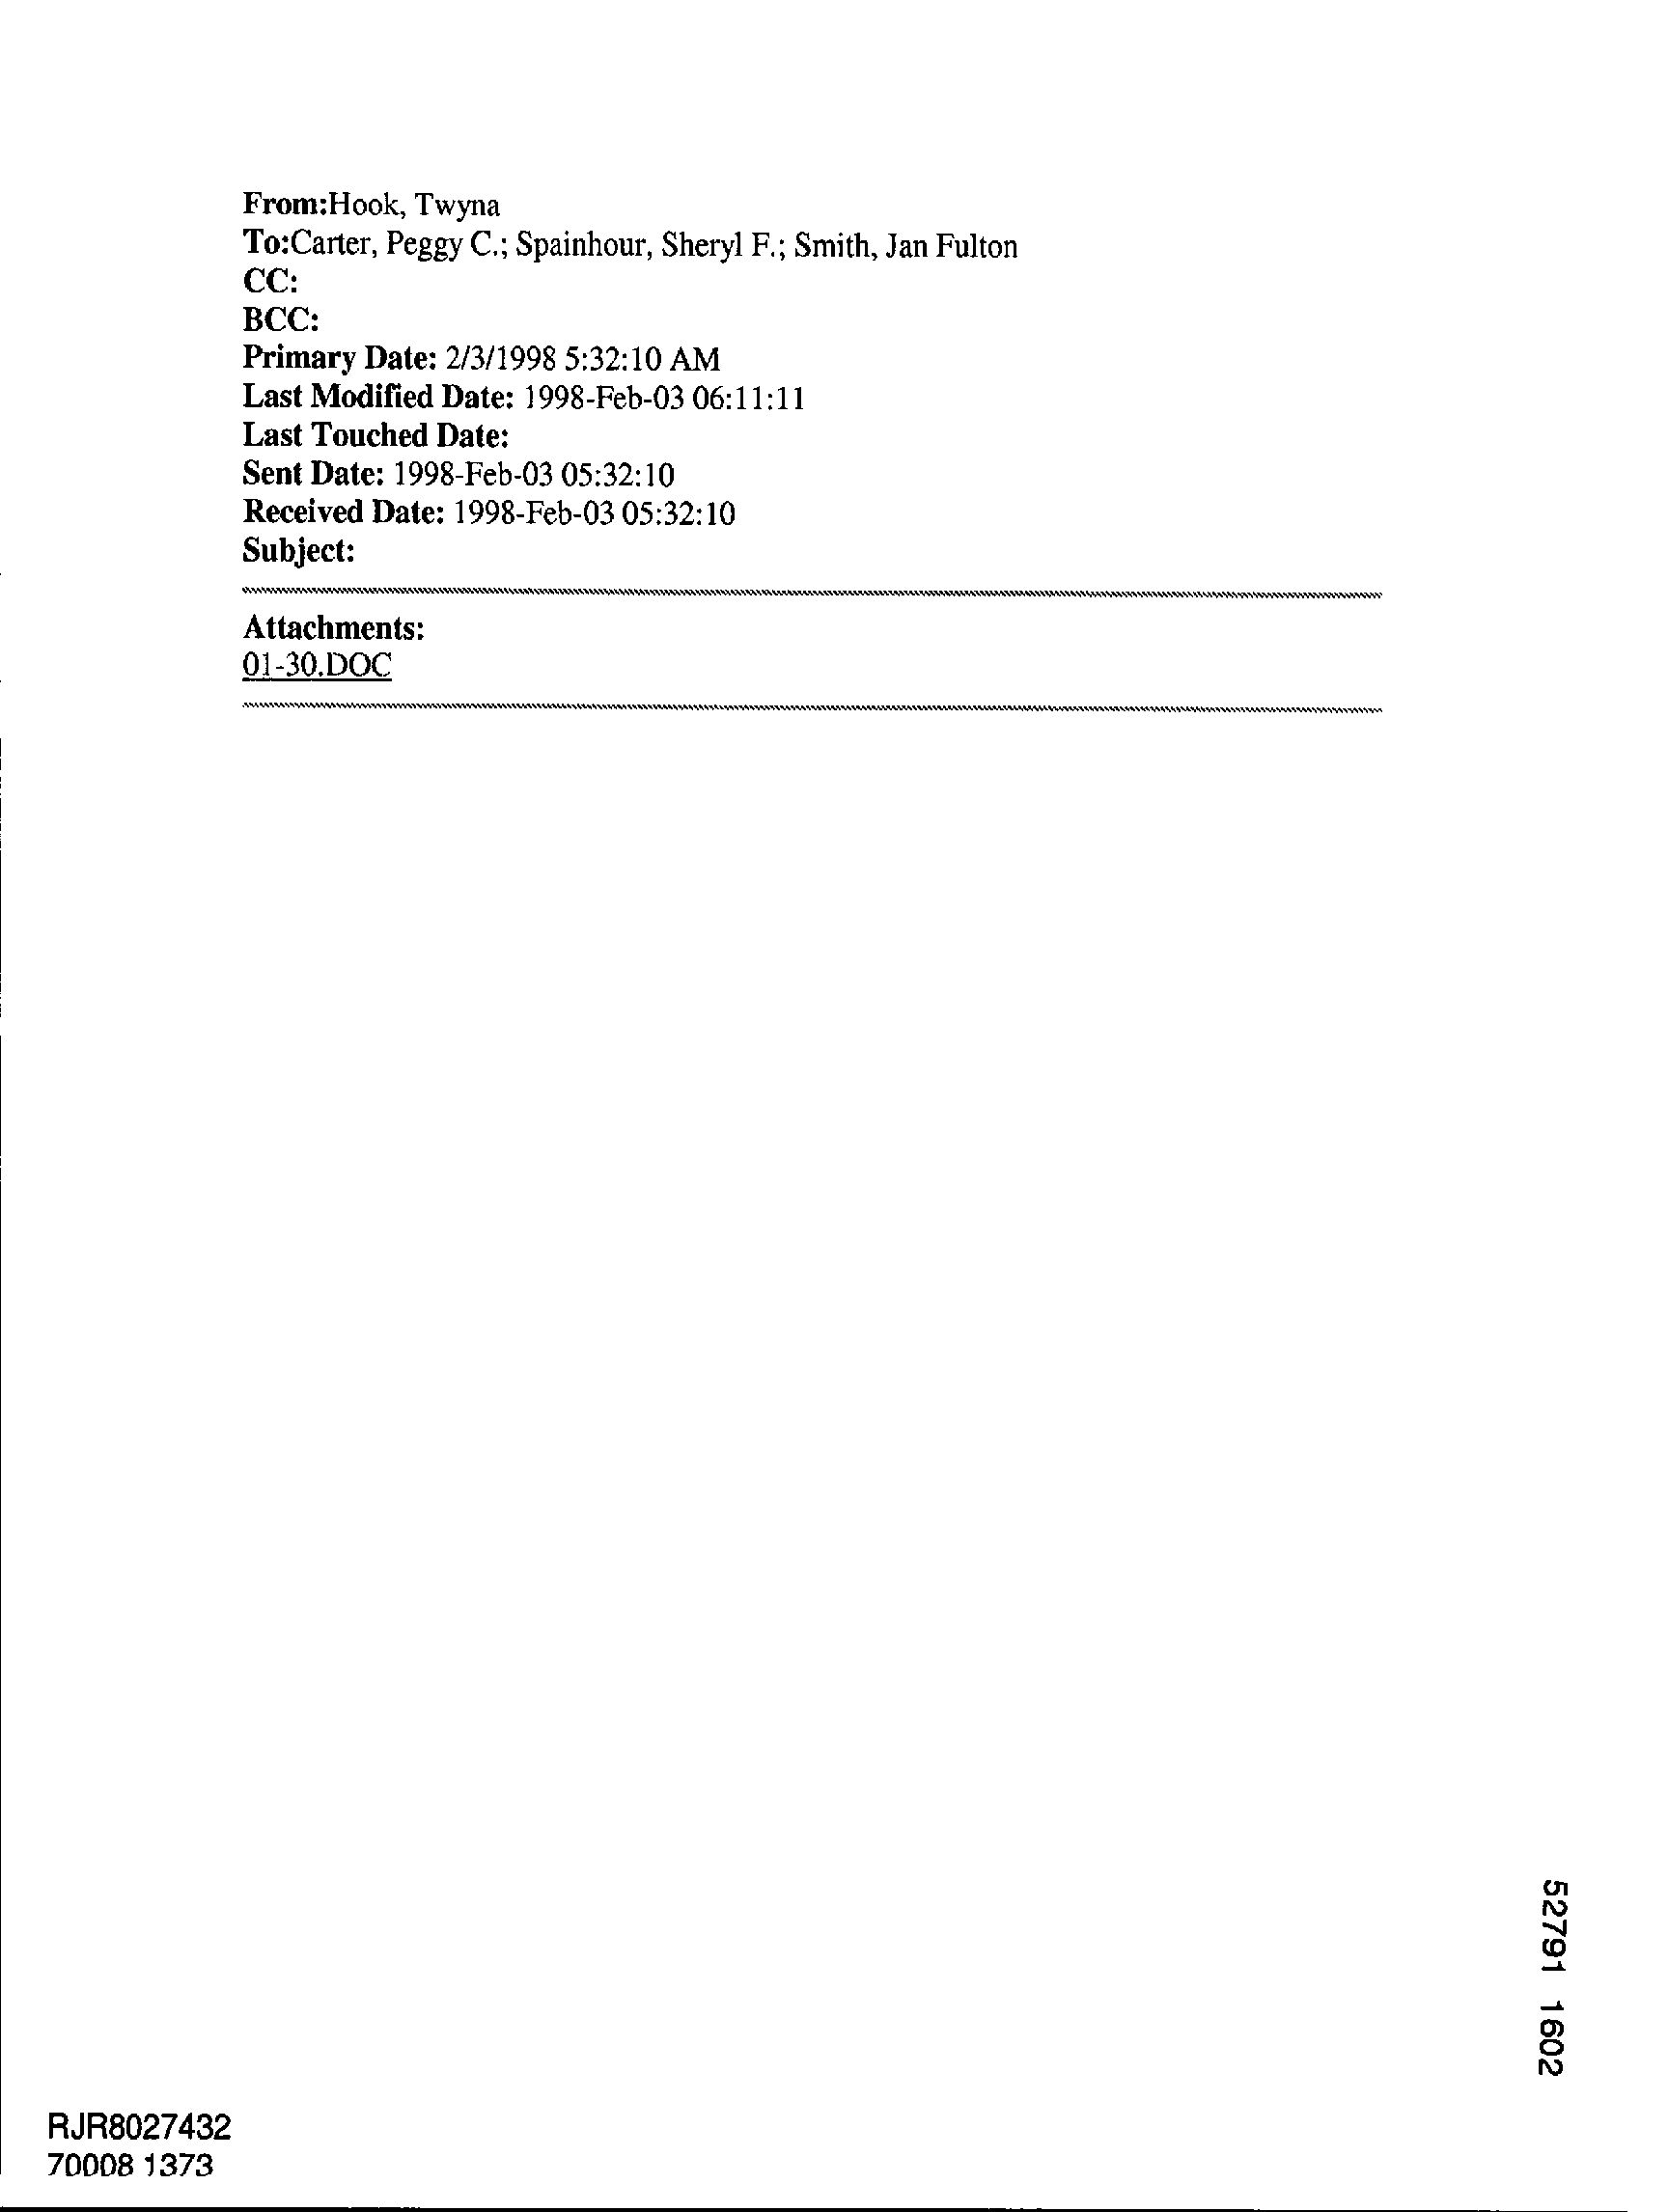 From:Hook, Twyna
To:Carter, Peggy C.; Spainhour, Sheryl F.; Smith, Jan Fulton
CC:
BCC:
Primary Date: 2/3/1998 5:32:10 AM
Last Modified Date: 1998-Feb-03 06:11:11
Last Touched Date:
Sent Date: 1998-Feb-03 05:32:10
Received Date: 1998-Feb-03 05:32:10
Subject:
Attachments:
01-30.DOC
52791 1602
RJR8027432
70008 1373